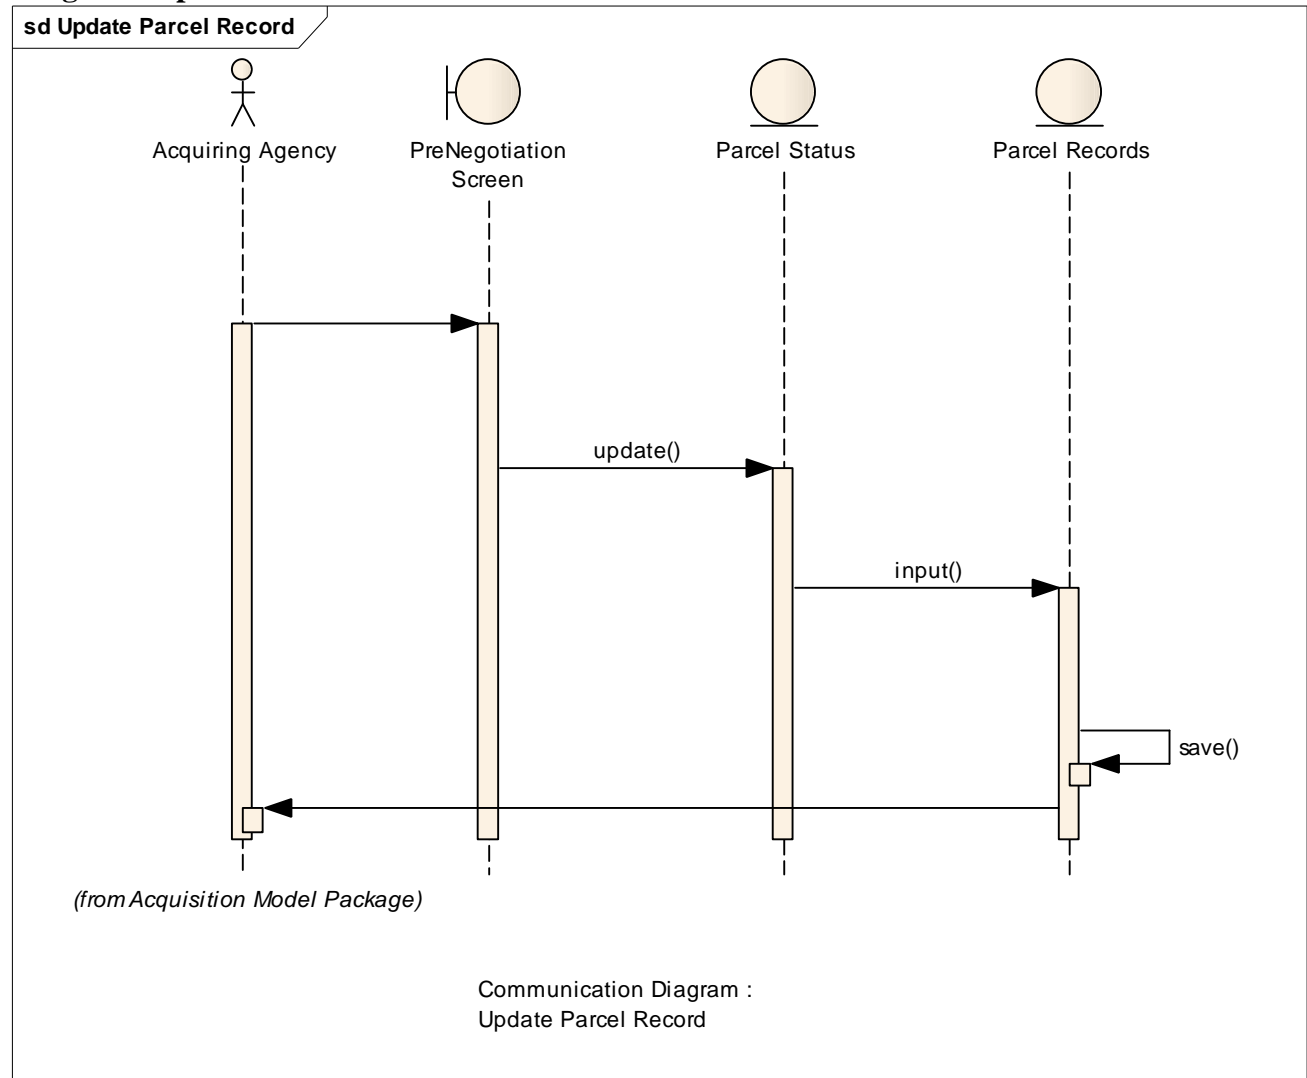 sd Update Parcel Record
Acquiring Agency
PreNegotiation
Screen
Parcel Status
Parcel Records
update()
input()
save()
(from Acquisition Model Package)
Communication Diagram :
Update Parcel Record